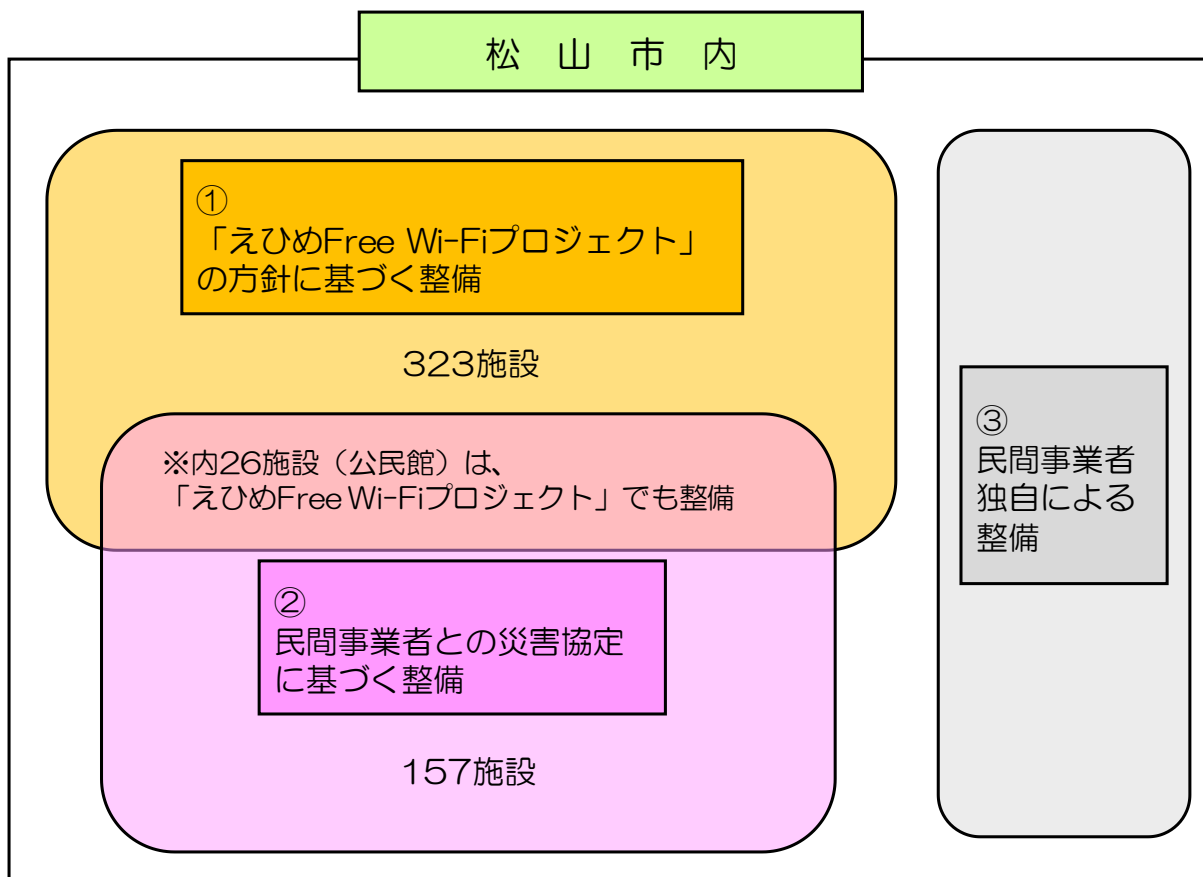 松 山 市 内
①
「えひめFree Wi-Fiプロジェクト」
の方針に基づく整備
323施設
※内26施設（公民館）は、
「えひめFree Wi-Fiプロジェクト」でも整備
②
民間事業者との災害協定
に基づく整備
157施設
③
民間事業者
独自による
整備